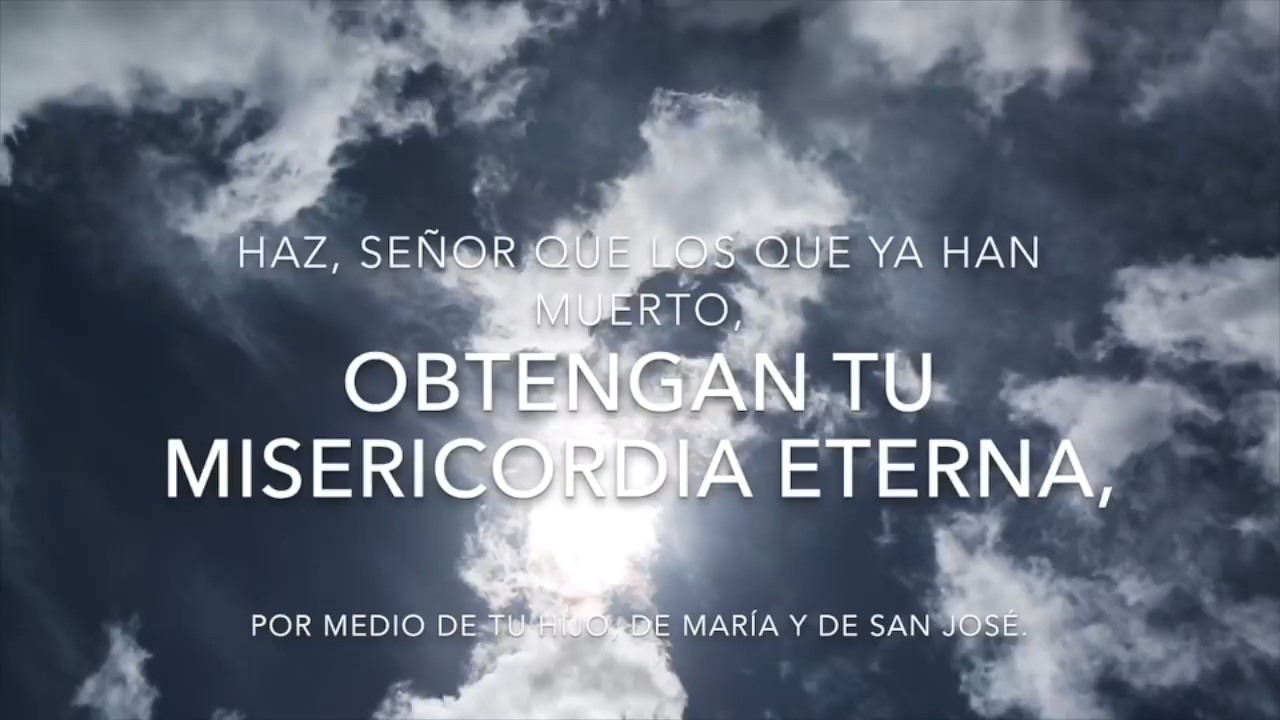 HAZ, SEÑOR QUE LOS QUE YA HAN
MUERTO,
OBTENGAN TU
MISERICORDIA ETERNA,
POR MEDIO DE TU HIJO, DE MARÍA Y DE SAN JOSÉ.